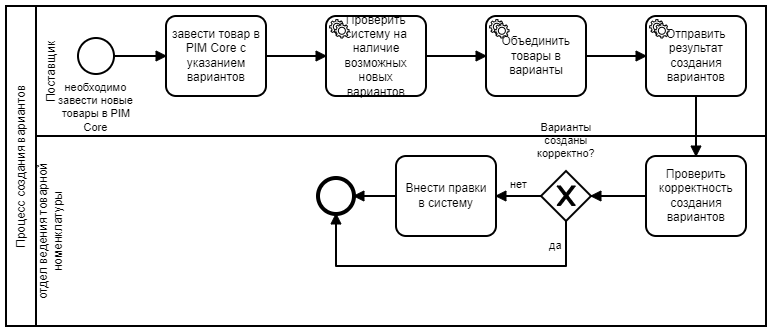 Процесс создания вариантов
Поставщик
необходимо
завести новые
товары в PIM
Core
завести товар в
PIM Core с
указанием
вариантов
Проверить
систему на
наличие
возможных
новых
вариантов
Объединить
товары в
варианты
Отправить
результат
создания
вариантов
отдел ведения товарной
номенклатуры
Проверить
корректность
создания
вариантов
Варианты
созданы
корректно?
нет
да
Внести правки
в систему